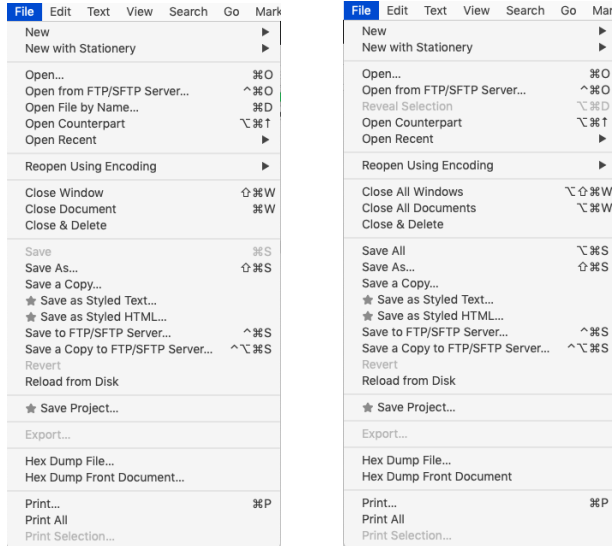 File Edit Text View Search Go Mark
New ▶
New with Stationery ▶
Open... ⌘O
Open from FTP/SFTP Server... ^⌘O
Open File by Name... ⌘D
Open Counterpart ⌥⌘↑
Open Recent ▶
Reopen Using Encoding ▶
Close Window ⇧⌘W
Close Document ⌘W
Close & Delete
Save ⌘S
Save As... ⇧⌘S
Save a Copy...
★ Save as Styled Text...
★ Save as Styled HTML...
Save to FTP/SFTP Server... ^⌘S
Save a Copy to FTP/SFTP Server... ^⌥⌘S
Revert
Reload from Disk
★ Save Project...
Export...
Hex Dump File...
Hex Dump Front Document...
Print... ⌘P
Print All
Print Selection...
File Edit Text View Search Go Mar
New ▶
New with Stationery ▶
Open... ⌘O
Open from FTP/SFTP Server... ^⌘O
Reveal Selection ⌥⌘D
Open Counterpart ⌥⌘↑
Open Recent ▶
Reopen Using Encoding ▶
Close All Windows ⌥⇧⌘W
Close All Documents ⌥⌘W
Close & Delete
Save All ⌥⌘S
Save As... ⇧⌘S
Save a Copy...
★ Save as Styled Text...
★ Save as Styled HTML...
Save to FTP/SFTP Server... ^⌘S
Save a Copy to FTP/SFTP Server... ^⌥⌘S
Revert
Reload from Disk
★ Save Project...
Export...
Hex Dump File...
Hex Dump Front Document
Print... ⌘P
Print All
Print Selection...